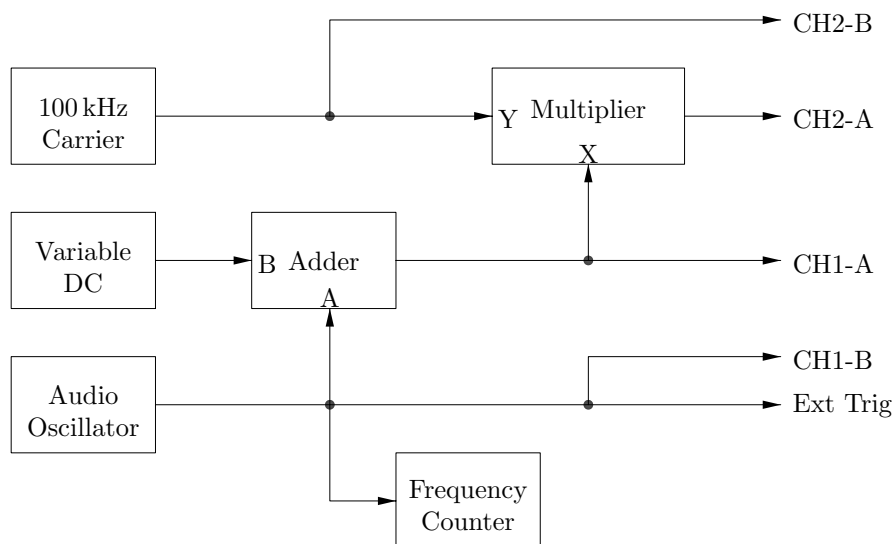 CH2-B
100 kHz
Carrier
Y
Multiplier
X
CH2-A
Variable
DC
B
Adder
A
CH1-A
Audio
Oscillator
CH1-B
Ext Trig
Frequency
Counter